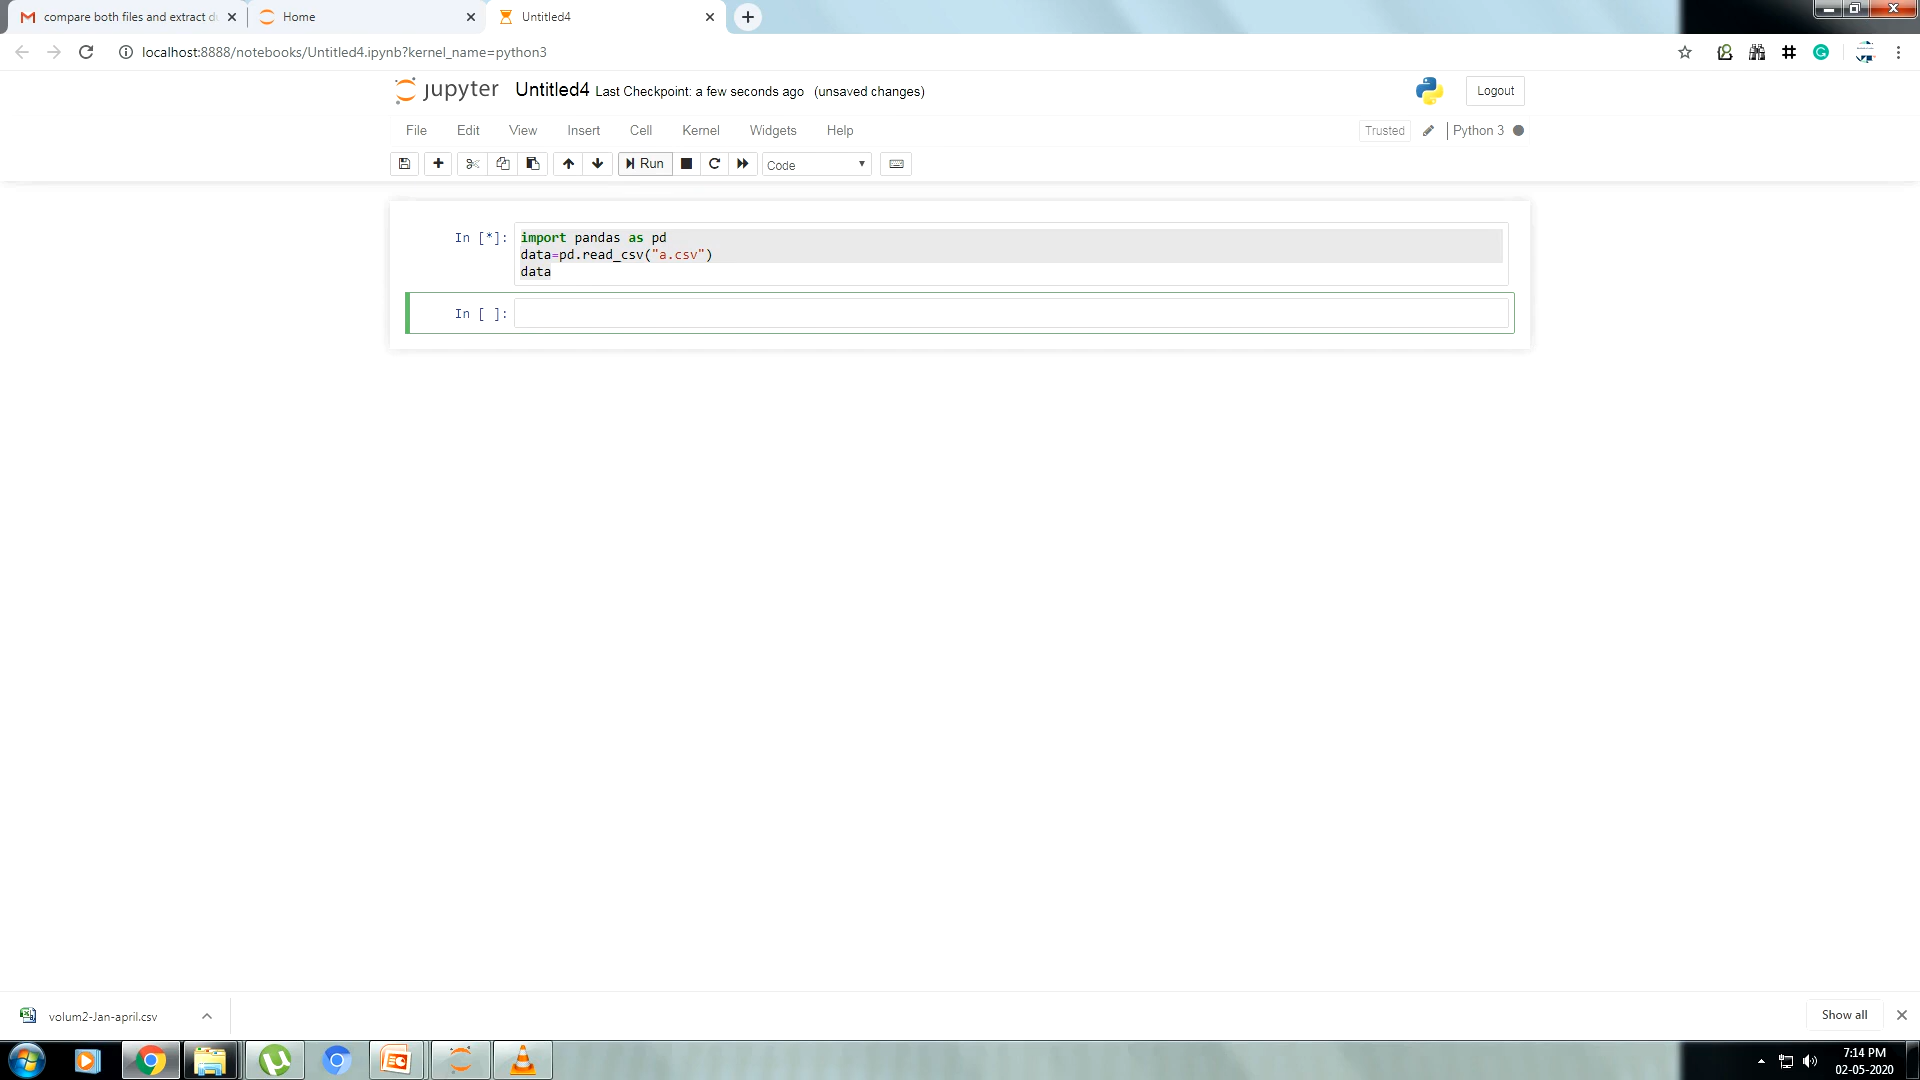 compare both files and extract d
Home
Untitled4
localhost:8888/notebooks/Untitled4.ipynb?kernel_name=python3
jupyter Untitled4 Last Checkpoint: a few seconds ago (unsaved changes)
Logout
File Edit View Insert Cell Kernel Widgets Help
Trusted Python 3
Run Code
In [*]: import pandas as pd
data=pd.read_csv("a.csv")
data
In [ ]:
volum2-Jan-april.csv
Show all
7:14 PM
02-05-2020